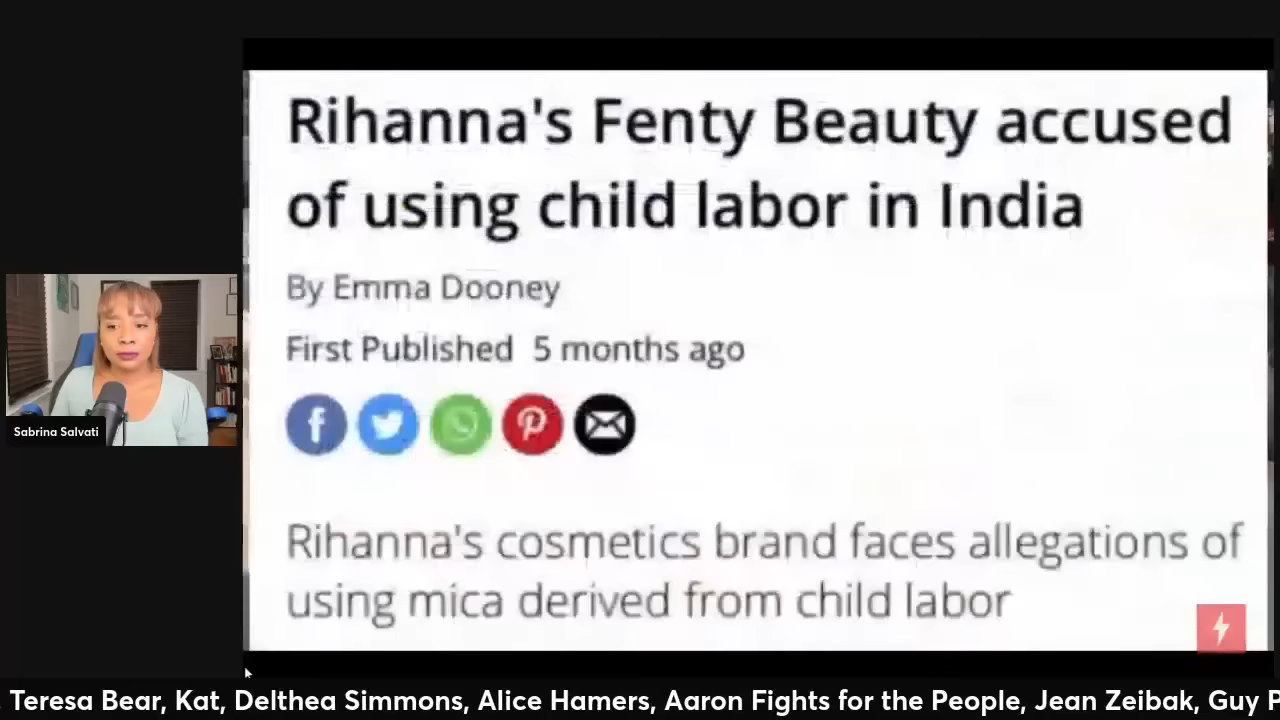 Rihanna's Fenty Beauty accused
of using child labor in India
By Emma Dooney
First Published 5 months ago
Rihanna's cosmetics brand faces allegations of
using mica derived from child labor
Sabrina Salvati
Teresa Bear, Kat, Delthea Simmons, Alice Hamers, Aaron Fights for the People, Jean Zeibak, Guy